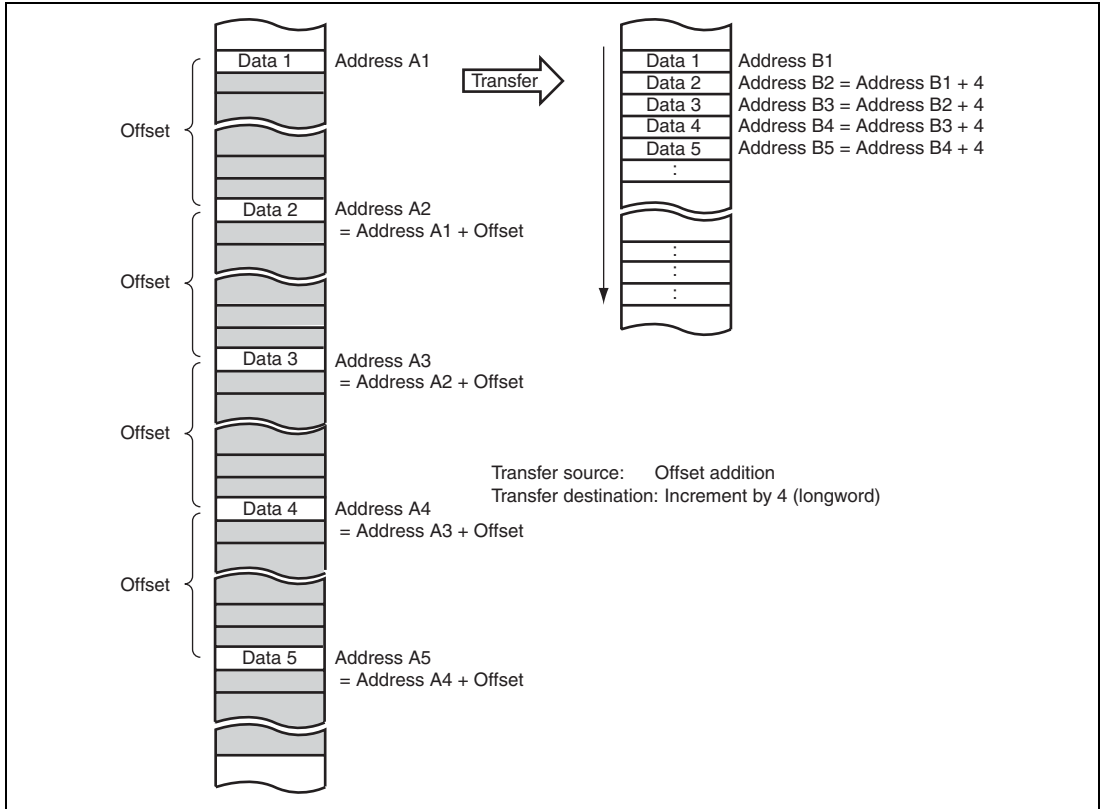 Data 1
Address A1
Offset
Data 2
Address A2
= Address A1 + Offset
Offset
Data 3
Address A3
= Address A2 + Offset
Offset
Data 4
Address A4
= Address A3 + Offset
Offset
Data 5
Address A5
= Address A4 + Offset
Transfer
Data 1
Address B1
Data 2
Address B2 = Address B1 + 4
Data 3
Address B3 = Address B2 + 4
Data 4
Address B4 = Address B3 + 4
Data 5
Address B5 = Address B4 + 4
:
:
:
:
Transfer source: Offset addition
Transfer destination: Increment by 4 (longword)